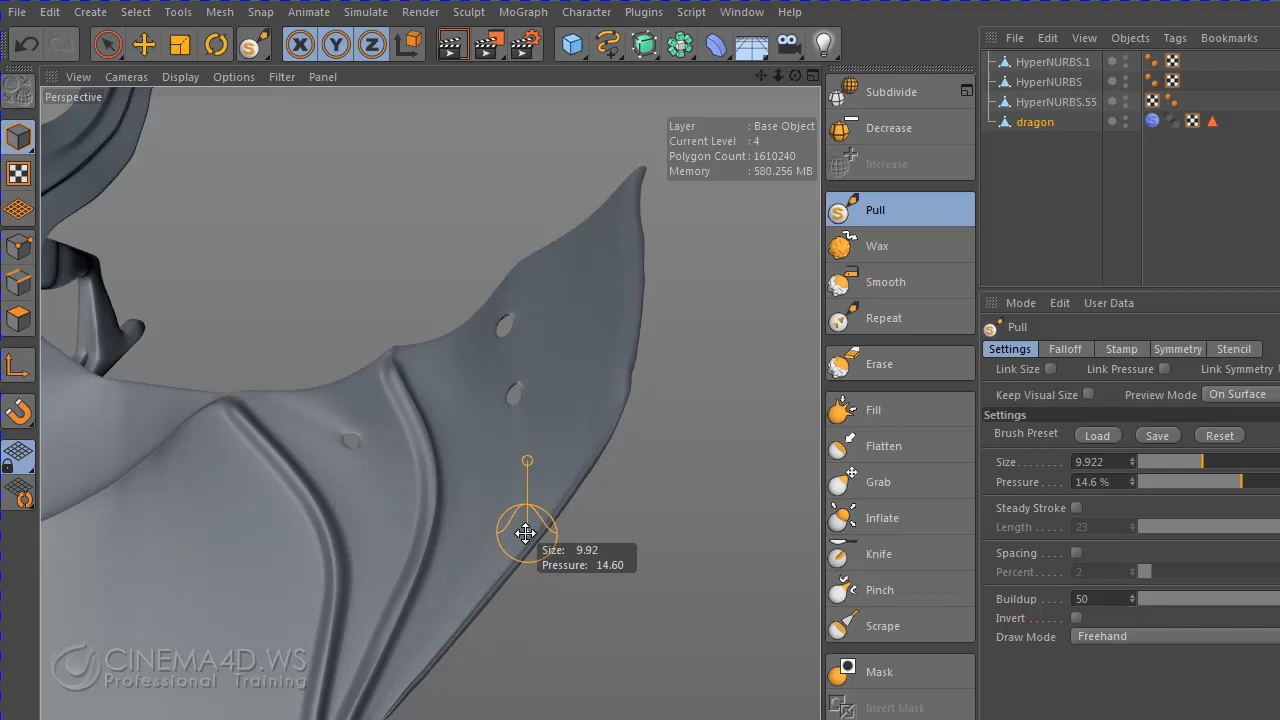 File Edit Create Select Tools Mesh Snap Animate Simulate Render Sculpt MoGraph Character Plugins Script Window Help
X Y Z
View Cameras Display Options Filter Panel
Perspective
Layer : Base Object
Current Level : 4
Polygon Count : 1610240
Memory : 580.256 MB
Size: 9.92
Pressure: 14.60
CINEMA4D.WS
Professional Training
Subdivide
Decrease
Increase
Pull
Wax
Smooth
Repeat
Erase
Fill
Flatten
Grab
Inflate
Knife
Pinch
Scrape
Mask
Invert Mask
File Edit View Objects Tags Bookmarks
HyperNURBS.1
HyperNURBS
HyperNURBS.55
dragon
Mode Edit User Data
Pull
Settings Falloff Stamp Symmetry Stencil
Link Size Link Pressure Link Symmetry
Keep Visual Size Preview Mode On Surface
Settings
Brush Preset Load Save Reset
Size 9.922
Pressure 14.6 %
Steady Stroke
Length 23
Spacing
Percent 2
Buildup 50
Invert
Draw Mode Freehand